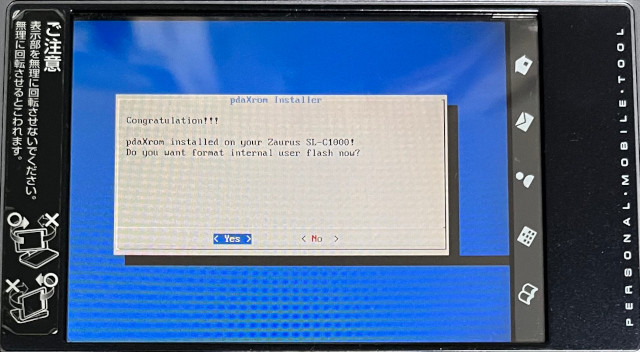 ご注意
表示部を無理に回転させないでください。
無理に回転させるとこわれます。
pdaXrom Installer
Congratulation!!!
pdaXrom installed on your Zaurus SL-C1000!
Do you want format internal user flash now?
< Yes >
< No >
PERSONAL・MOBILE・TOOL